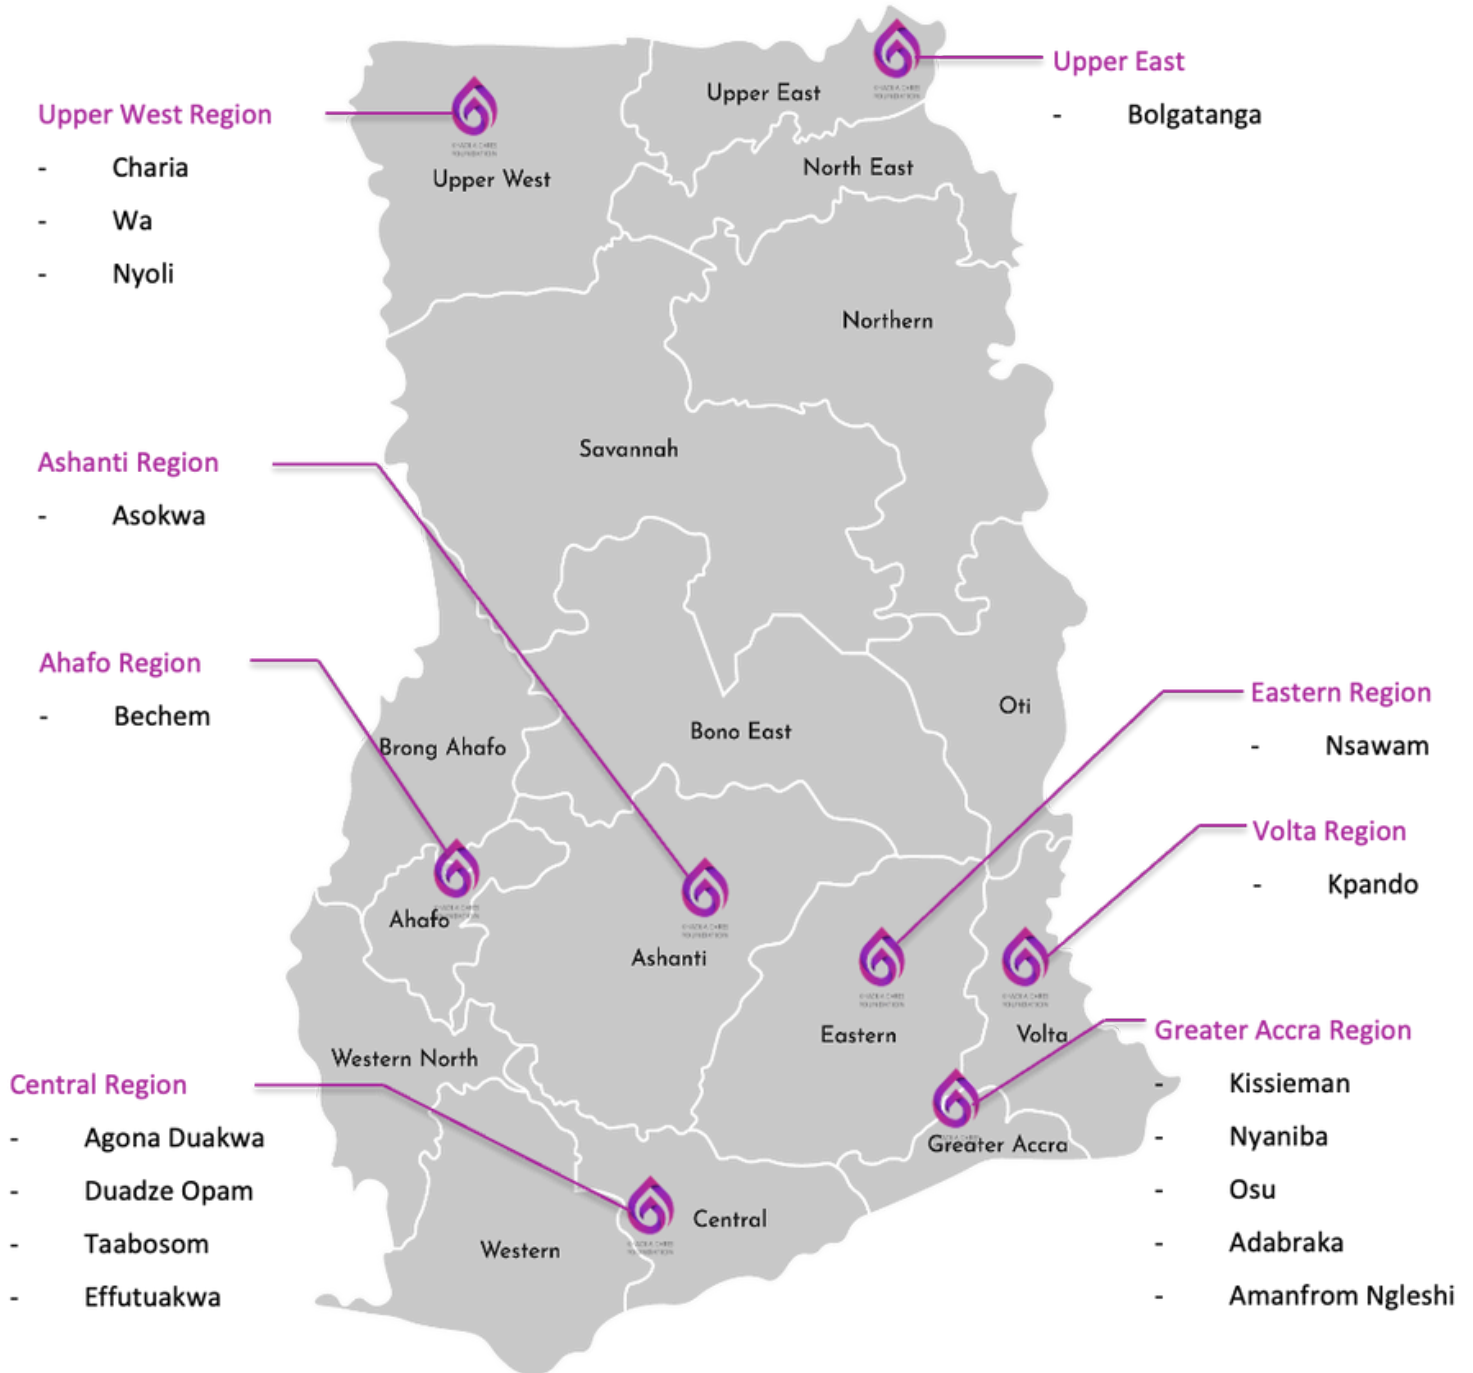 Upper East
- Bolgatanga
Upper West Region
- Charia
- Wa
- Nyoli
Upper East
North East
Upper West
Northern
Savannah
Ashanti Region
- Asokwa
Ahafo Region
- Bechem
Eastern Region
- Nsawam
Oti
Bono East
Brong Ahafo
Volta Region
- Kpando
Ahafo
Ashanti
Eastern
Volta
Western North
Greater Accra Region
- Kissieman
- Nyaniba
- Osu
- Adabraka
- Amanfrom Ngleshi
Central Region
- Agona Duakwa
- Duadze Opam
- Taabosom
- Effutuakwa
Greater Accra
Central
Western